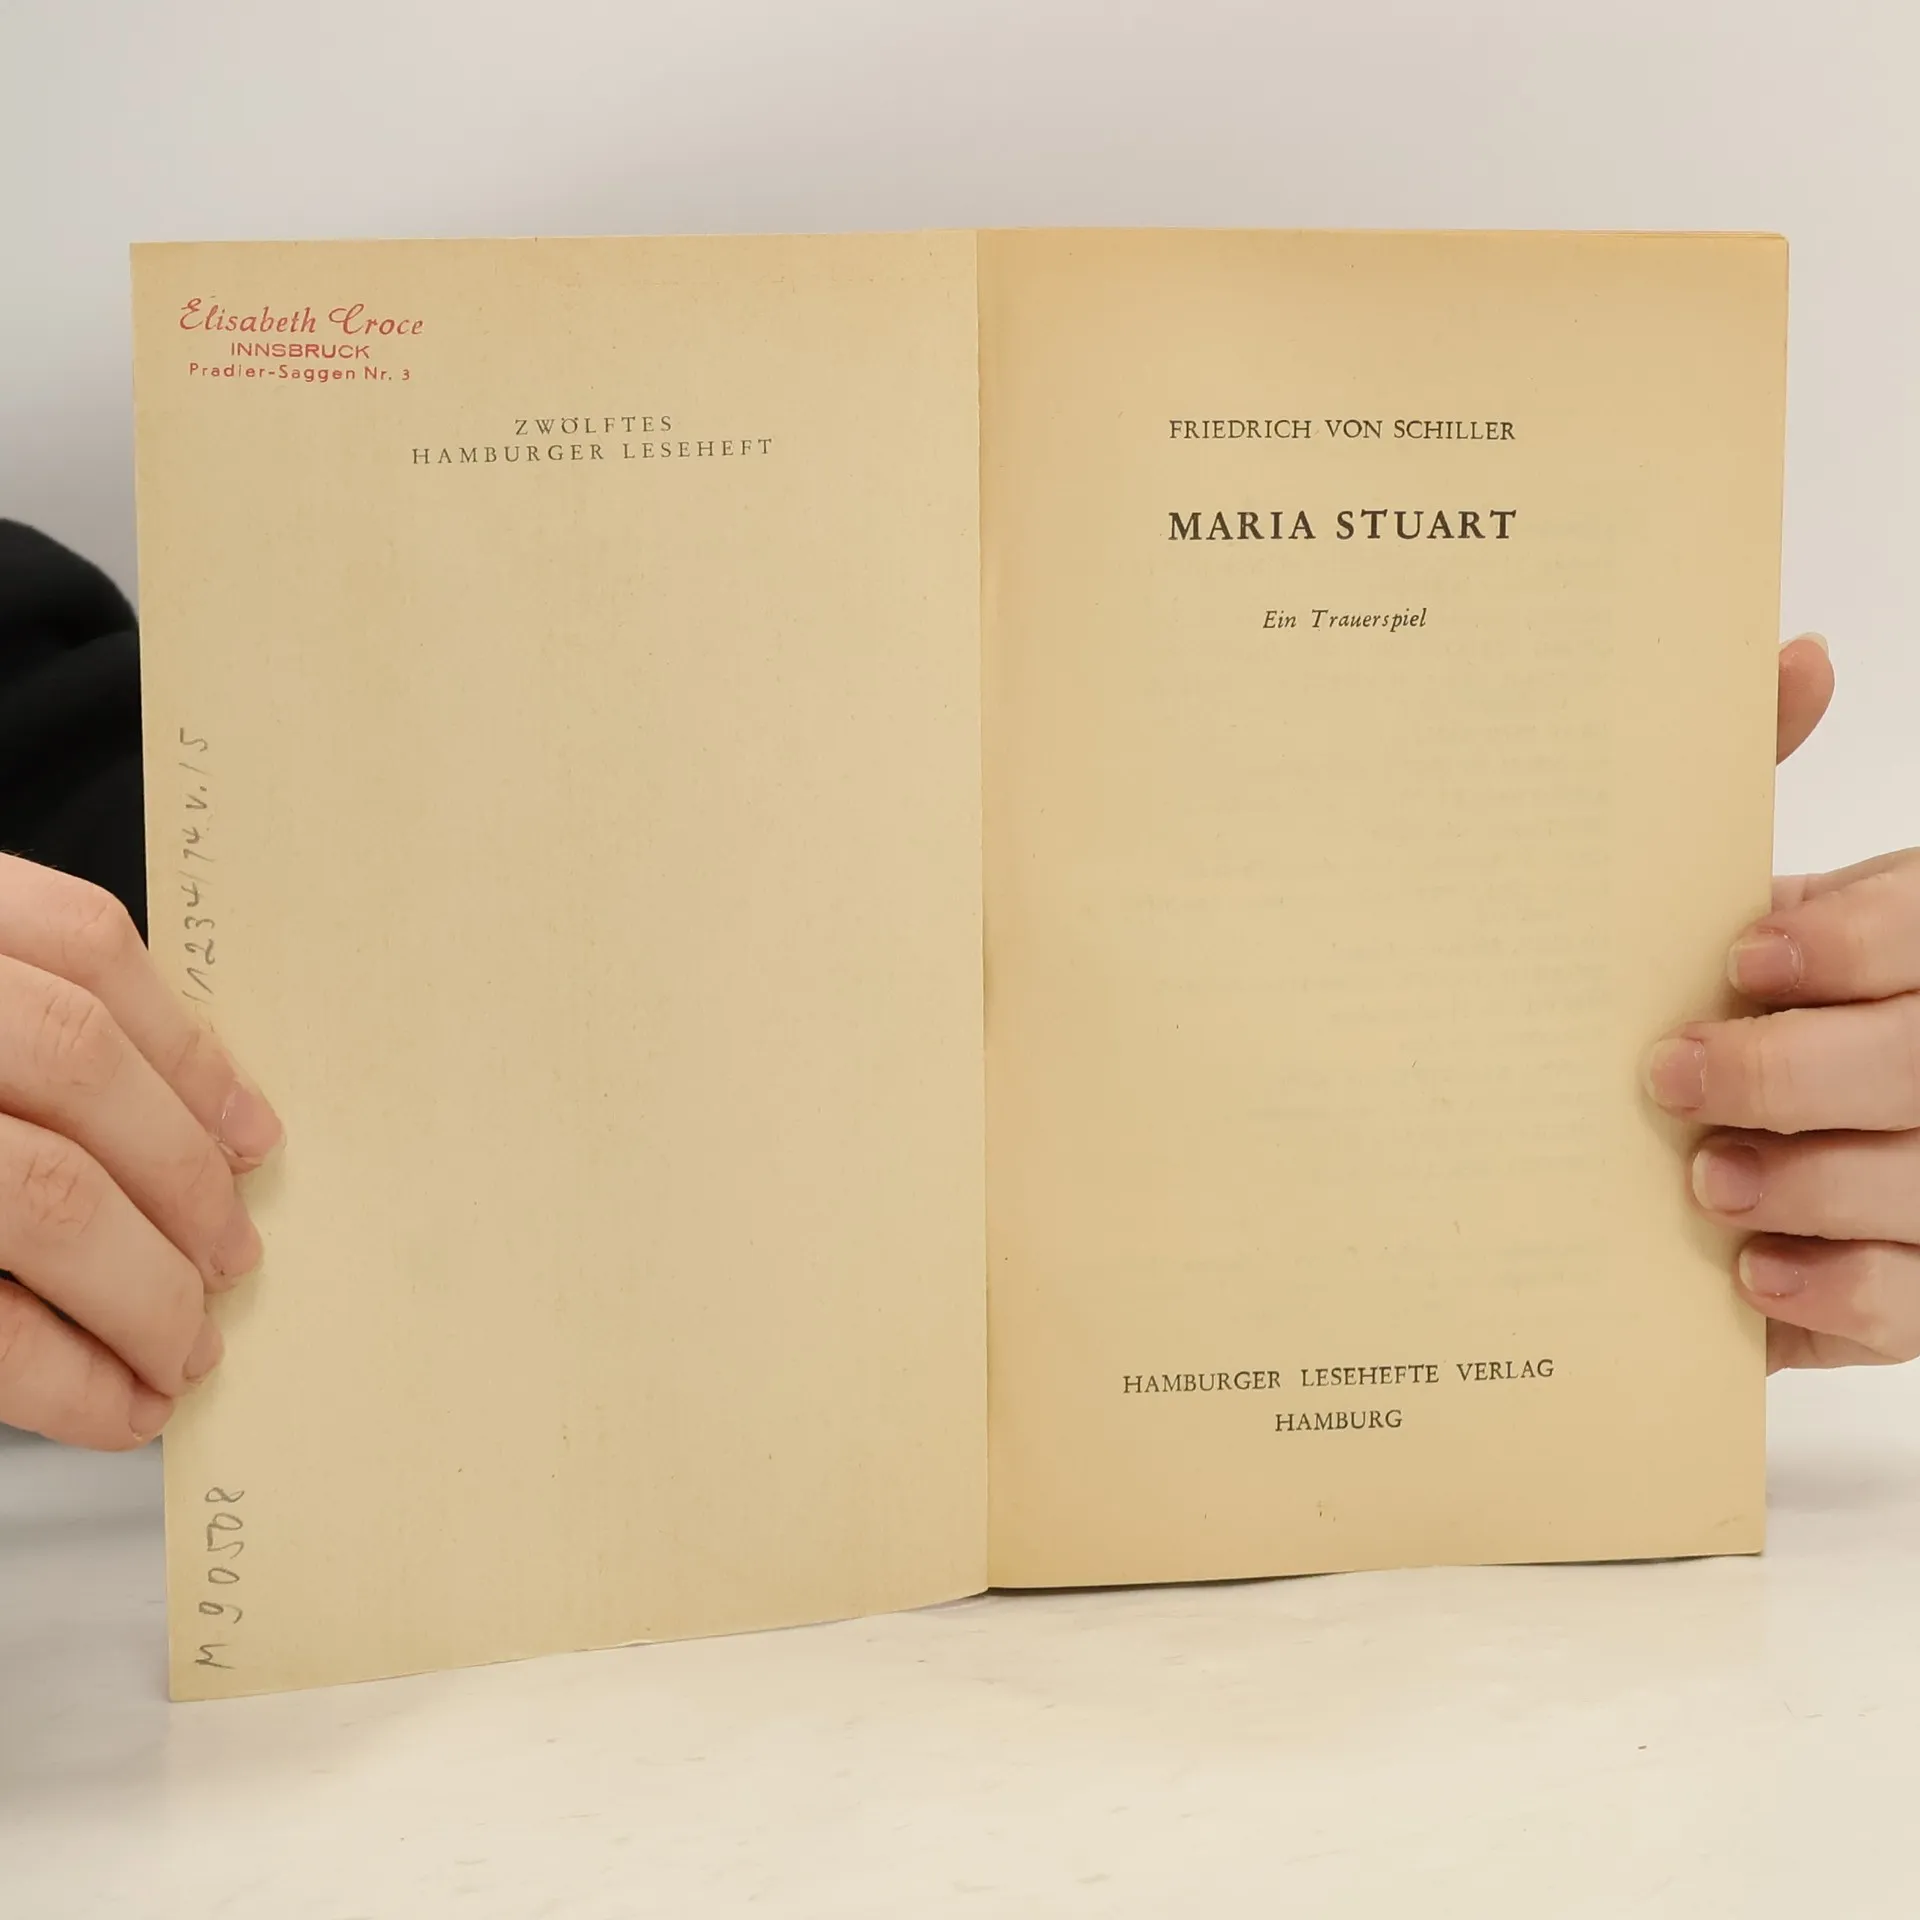 Elisabeth Croce
INNSBRUCK
Pradler-Saggen Nr. 3
ZWÖLFTES
HAMBURGER LESEHEFT
M 90508
FRIEDRICH VON SCHILLER
MARIA STUART
Ein Trauerspiel
HAMBURGER LESEHEFTE VERLAG
HAMBURG